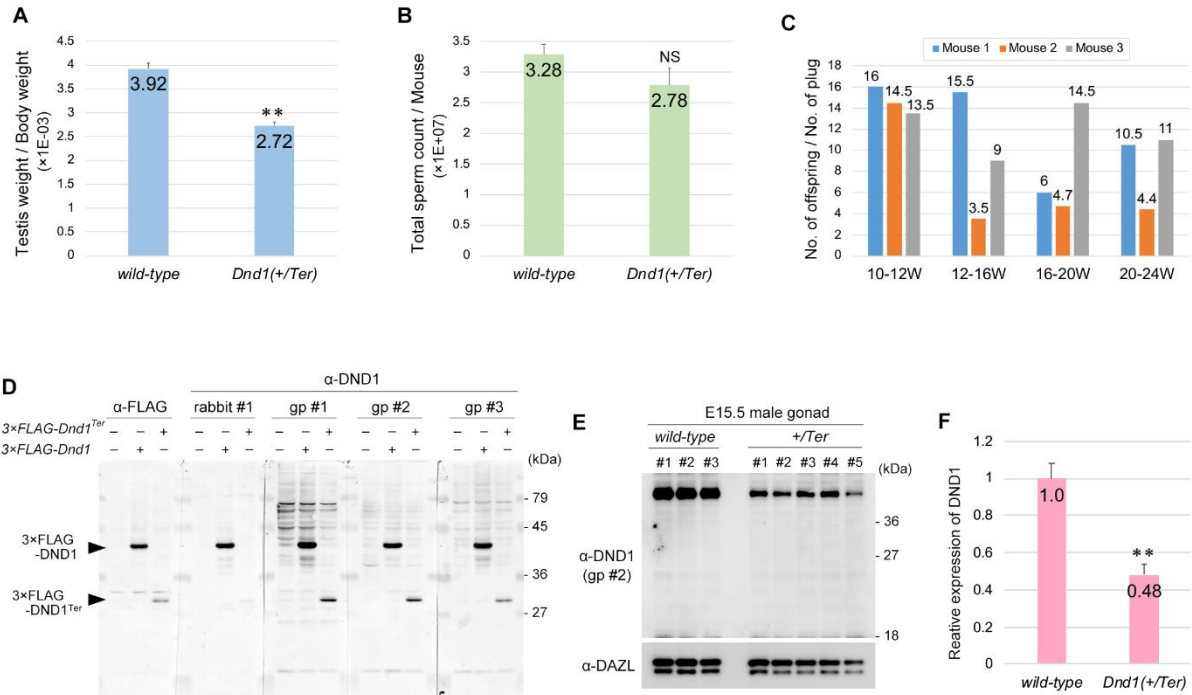 A
Testis weight / Body weight
(×1E-03)
4.5
4
3.5
3
2.5
2
1.5
1
0.5
0
3.92
**
2.72
wild-type Dnd1(+/Ter)
B
Total sperm count / Mouse
(×1E+07)
3.5
3
2.5
2
1.5
1
0.5
0
3.28
NS
2.78
wild-type Dnd1(+/Ter)
C
Mouse 1 Mouse 2 Mouse 3
No. of offspring / No. of plug
18
16
14
12
10
8
6
4
2
0
16 14.5 13.5
15.5 3.5 9
6 4.7 14.5
10.5 4.4 11
10-12W 12-16W 16-20W 20-24W
D
α-DND1
α-FLAG rabbit #1 gp #1 gp #2 gp #3
3×FLAG-Dnd1Ter – – + – – + – – + – – + – – +
3×FLAG-Dnd1 – + – – + – – + – – + – – + –
(kDa)
79
45
36
27
3×FLAG
-DND1
3×FLAG
-DND1Ter
E
E15.5 male gonad
wild-type +/Ter
#1 #2 #3 #1 #2 #3 #4 #5
(kDa)
36
27
18
α-DND1
(gp #2)
α-DAZL
F
Reative expression of DND1
1.2
1
0.8
0.6
0.4
0.2
0
1.0
**
0.48
wild-type Dnd1(+/Ter)